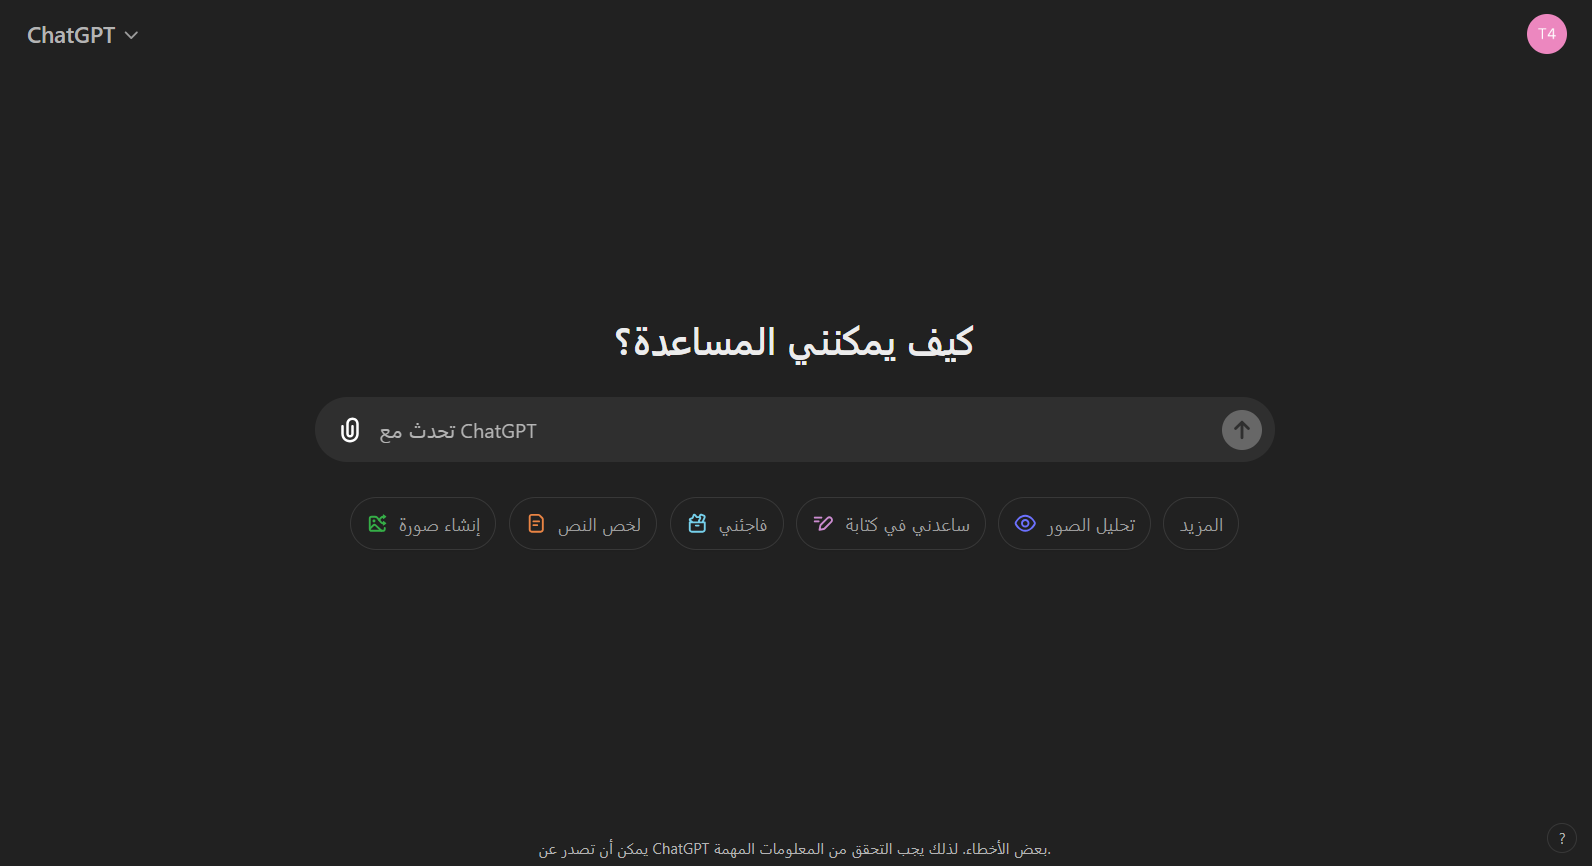 ChatGPT
T4
كيف يمكنني المساعدة؟
تحدث مع ChatGPT
إنشاء صورة
لخص النص
فاجئني
ساعدني في كتابة
تحليل الصور
المزيد
يمكن أن تصدر عن ChatGPT بعض الأخطاء. لذلك يجب التحقق من المعلومات المهمة.
?